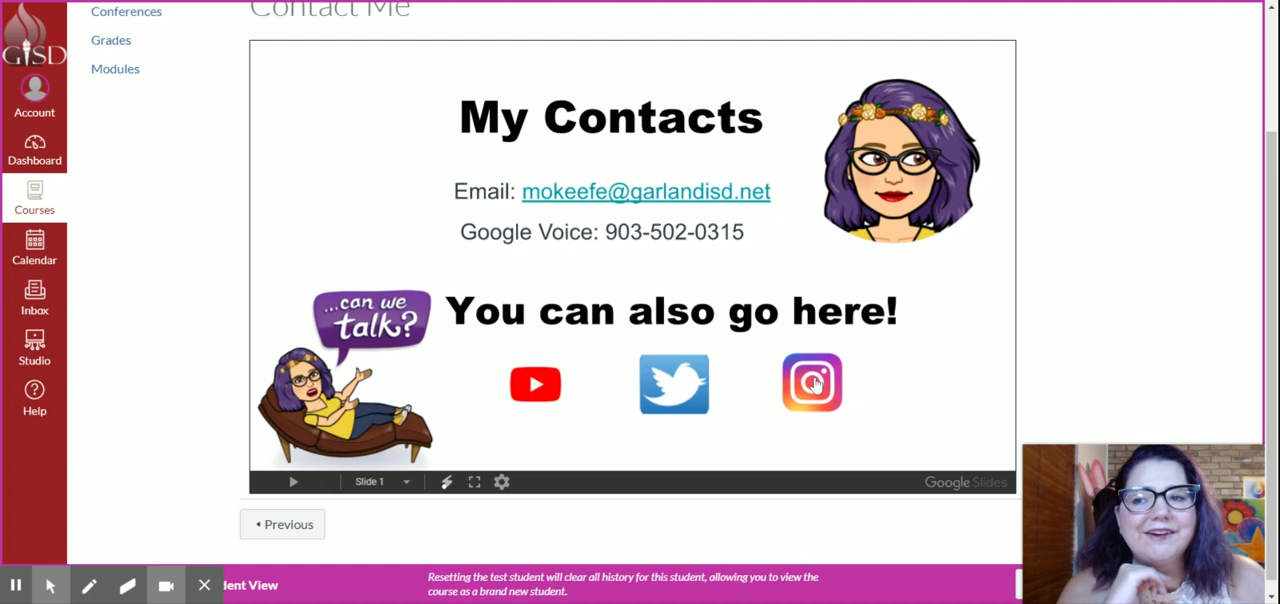 Conferences
Contact Me
Grades
GISD
Modules
Account
Dashboard
Courses
Calendar
Inbox
Studio
Help
My Contacts
Email: mokeefe@garlandisd.net
Google Voice: 903-502-0315
...can we
talk?
You can also go here!
Slide 1
Google Slides
Previous
dent View
Resetting the test student will clear all history for this student, allowing you to view the
course as a brand new student.